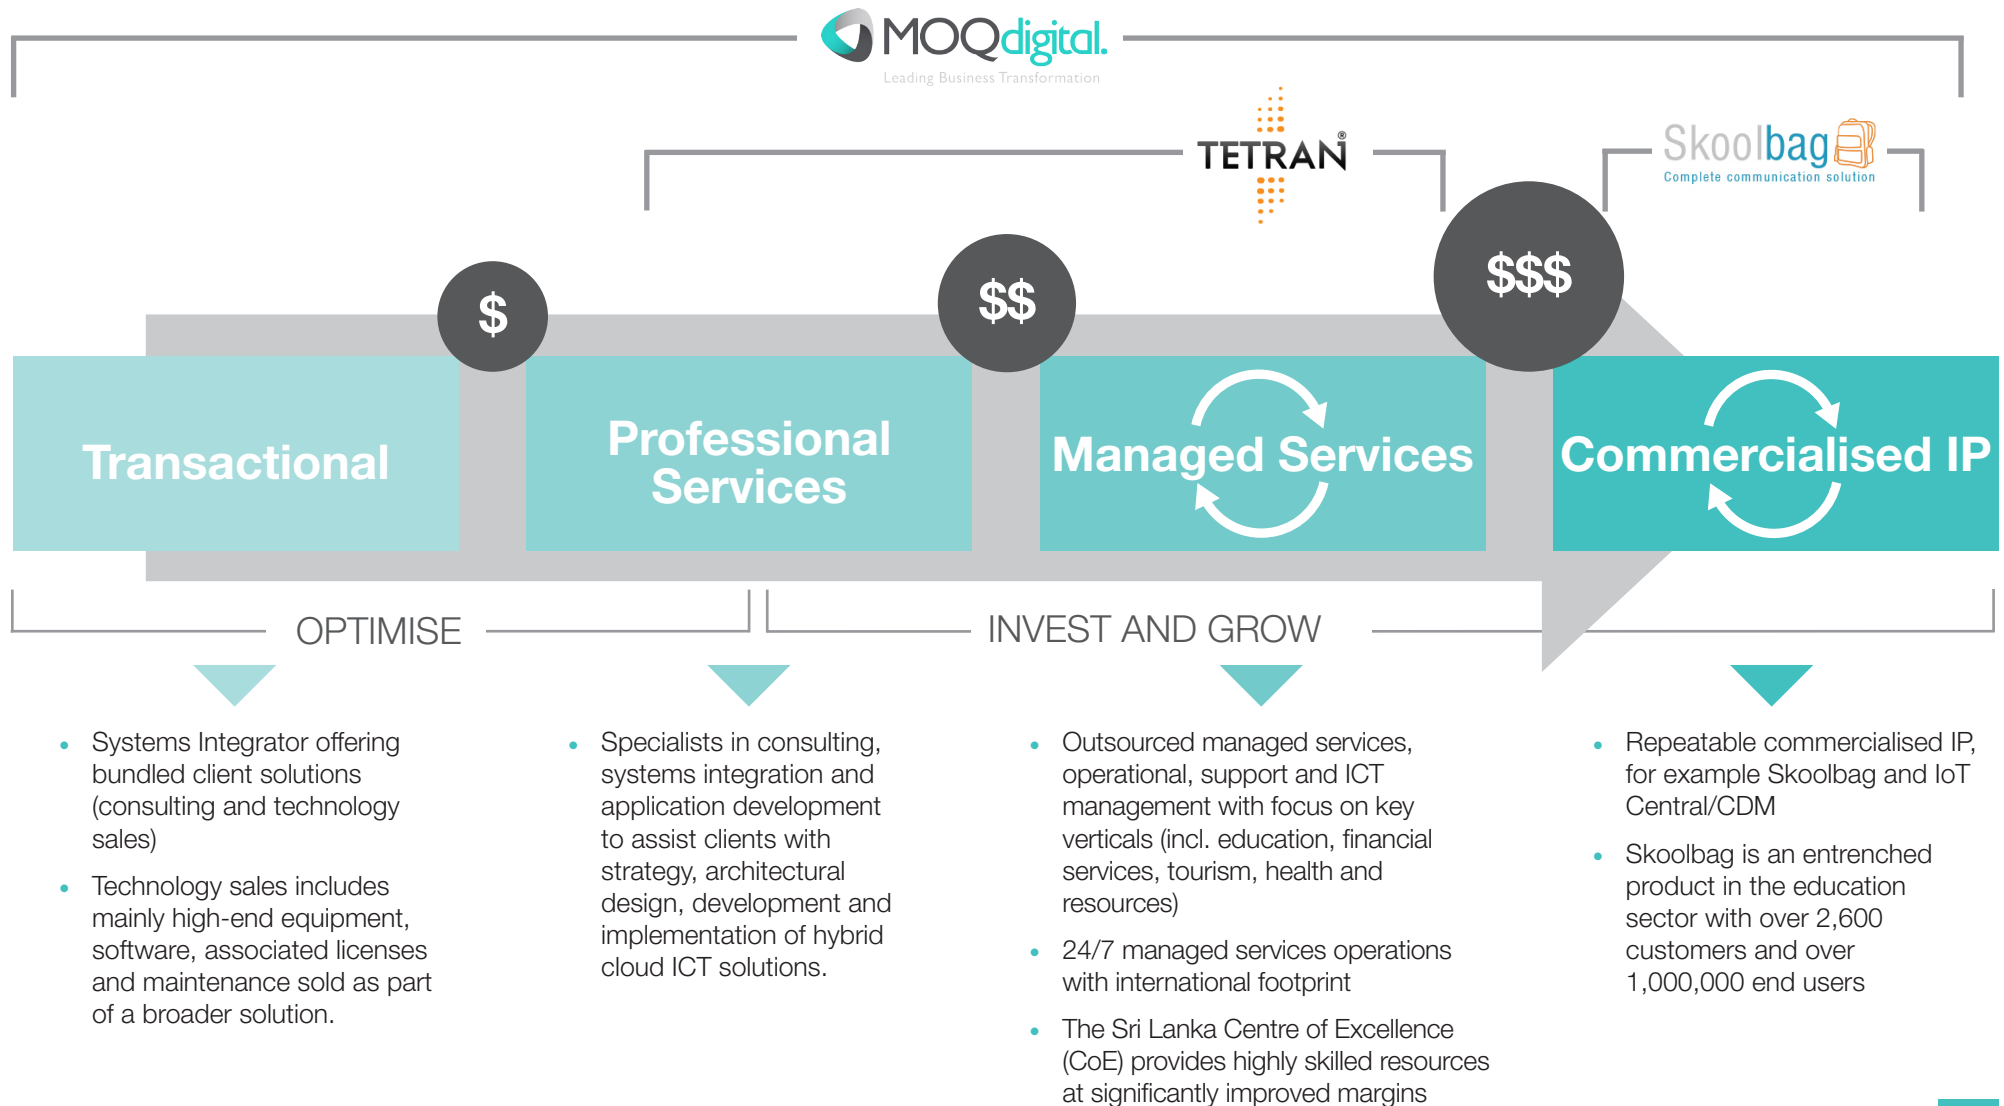 MOQdigital.
Leading Business Transformation
TETRAN®
Skoolbag
Complete communication solution
$
$$
$$$
Transactional
Professional
Services
Managed Services
Commercialised IP
OPTIMISE
INVEST AND GROW
• Systems Integrator offering
bundled client solutions
(consulting and technology
sales)
• Technology sales includes
mainly high-end equipment,
software, associated licenses
and maintenance sold as part
of a broader solution.
• Specialists in consulting,
systems integration and
application development
to assist clients with
strategy, architectural
design, development and
implementation of hybrid
cloud ICT solutions.
• Outsourced managed services,
operational, support and ICT
management with focus on key
verticals (incl. education, financial
services, tourism, health and
resources)
• 24/7 managed services operations
with international footprint
• The Sri Lanka Centre of Excellence
(CoE) provides highly skilled resources
at significantly improved margins
• Repeatable commercialised IP,
for example Skoolbag and IoT
Central/CDM
• Skoolbag is an entrenched
product in the education
sector with over 2,600
customers and over
1,000,000 end users